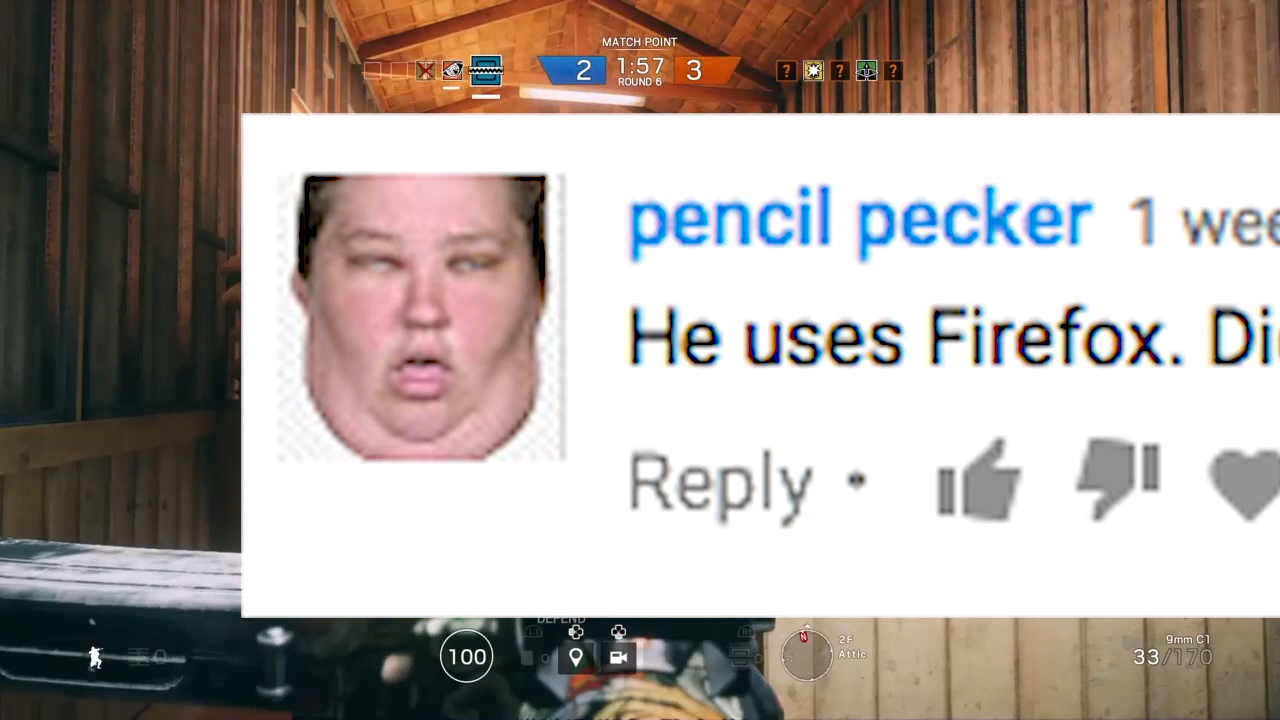 MATCH POINT
2 1:57 3
ROUND 6
? ? ?
pencil pecker 1 wee
He uses Firefox. Di
Reply •
DEFEND
100
N
2F
Attic
9mm C1
33/170